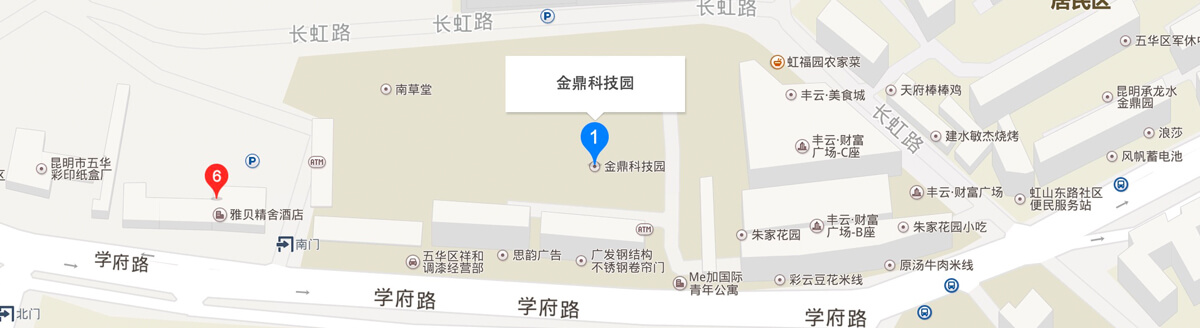 居民区
长虹路
P
长虹路
五华区军休中
虹福园农家菜
金鼎科技园
南草堂
丰云·美食城
天府棒棒鸡
昆明承龙水
金鼎园
长虹路
1
丰云·财富
广场-C座
建水敏杰烧烤
浪莎
P
ATM
昆明市五华
彩印纸盒厂
金鼎科技园
风帆蓄电池
区
6
丰云·财富广场
虹山东路社区
便民服务站
雅贝精舍酒店
丰云·财富
广场-B座
朱家花园
朱家花园小吃
ATM
南门
五华区祥和
调漆经营部
思韵广告
广发钢结构
不锈钢卷帘门
学府路
Me加国际
青年公寓
彩云豆花米线
原汤牛肉米线
学府路
学府路
学府路
北门